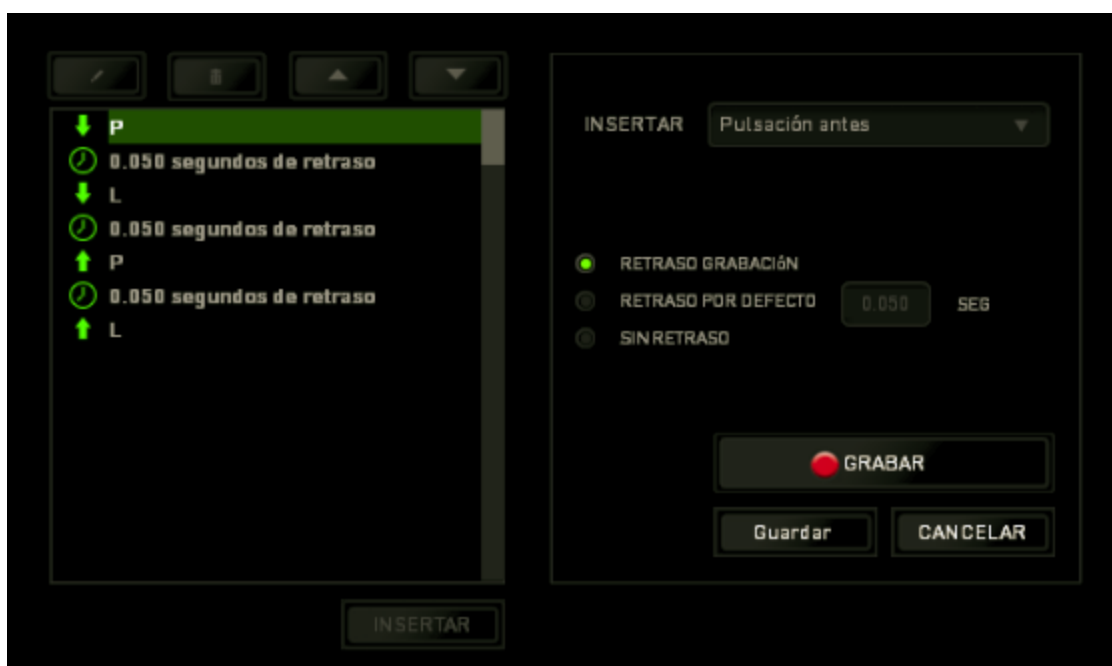 P
0.050 segundos de retraso
L
0.050 segundos de retraso
P
0.050 segundos de retraso
L
INSERTAR
INSERTAR Pulsación antes
RETRASO GRABACIóN
RETRASO POR DEFECTO 0.050 SEG
SIN RETRASO
GRABAR
Guardar CANCELAR